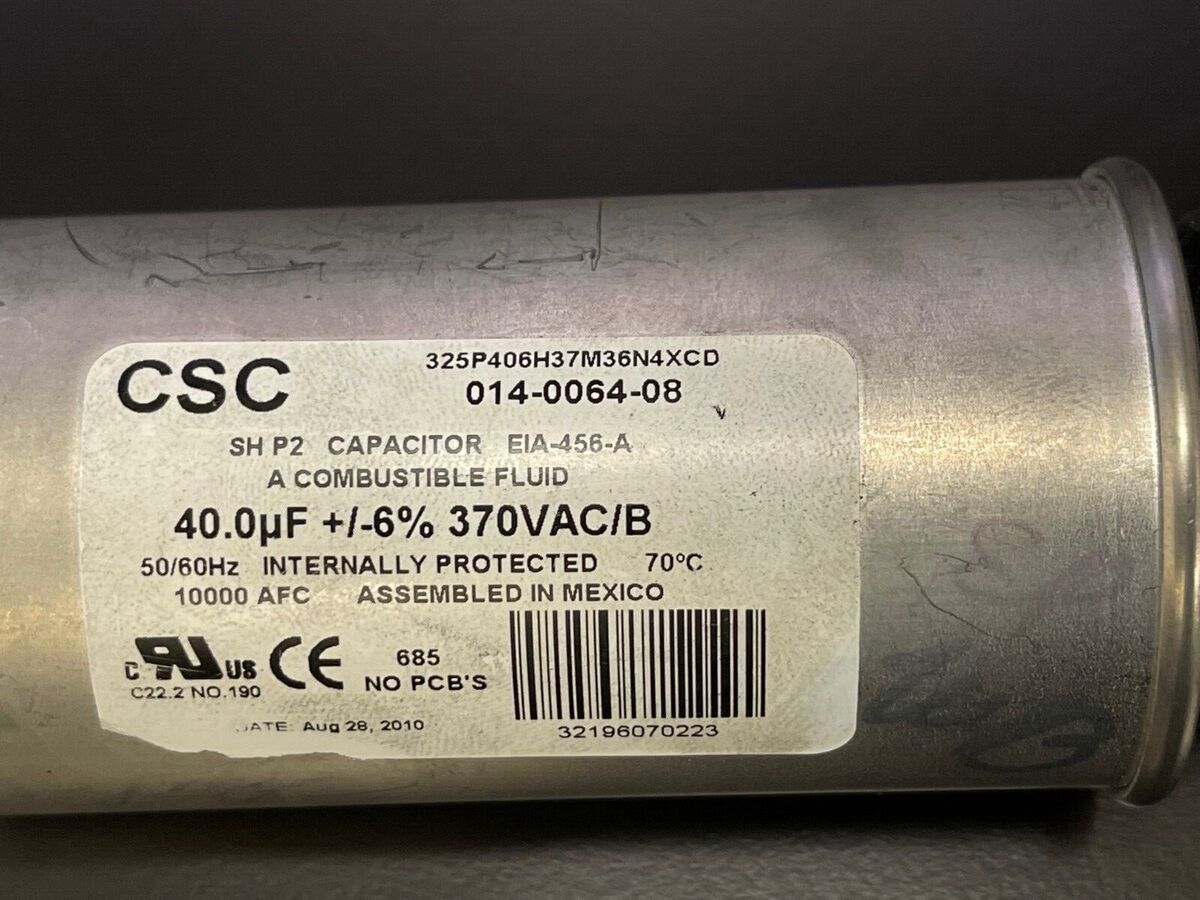 CSC
325P406H37M36N4XCD
014-0064-08
SH P2 CAPACITOR EIA-456-A
A COMBUSTIBLE FLUID
40.0µF +/-6% 370VAC/B
50/60Hz INTERNALLY PROTECTED 70°C
10000 AFC ASSEMBLED IN MEXICO
C US CE
C22.2 NO.190
685
NO PCB'S
Aug 28, 2010
32196070223